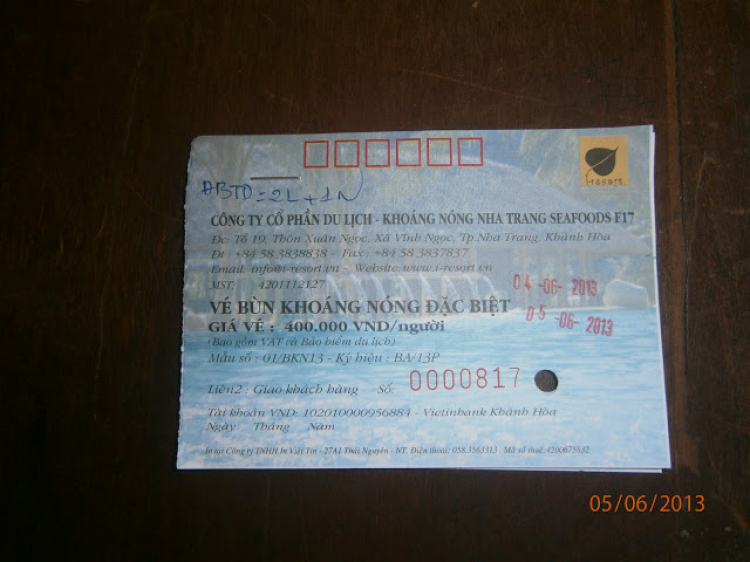 I-resort
ABTD = 2L + 1N
CÔNG TY CỔ PHẦN DU LỊCH - KHOÁNG NÓNG NHA TRANG SEAFOODS F17
Đc: Tổ 19, Thôn Xuân Ngọc, Xã Vĩnh Ngọc, Tp.Nha Trang, Khánh Hòa
Đt : +84 58 3838838 - Fax : +84 58 3837837
Email: info@i-resort.vn - Website: www.i-resort.vn
MST: 4201112127
04-06-2013
VÉ BÙN KHOÁNG NÓNG ĐẶC BIỆT
05-06-2013
GIÁ VÉ : 400.000 VNĐ/người
(Bao gồm VAT và Bảo hiểm du lịch)
Mẫu số : 01/BKN13 - Ký hiệu : BA/13P
Liên2 : Giao khách hàng Số: 0000817
Tài khoản VND: 102010000956884 - Vietinbank Khánh Hòa
Ngày Tháng Năm
In tại Công ty TNHH In Việt Tín - 27A1 Thái Nguyên - NT. Điện thoại: 058.3563313 Mã số thuế: 4200675832
05/06/2013